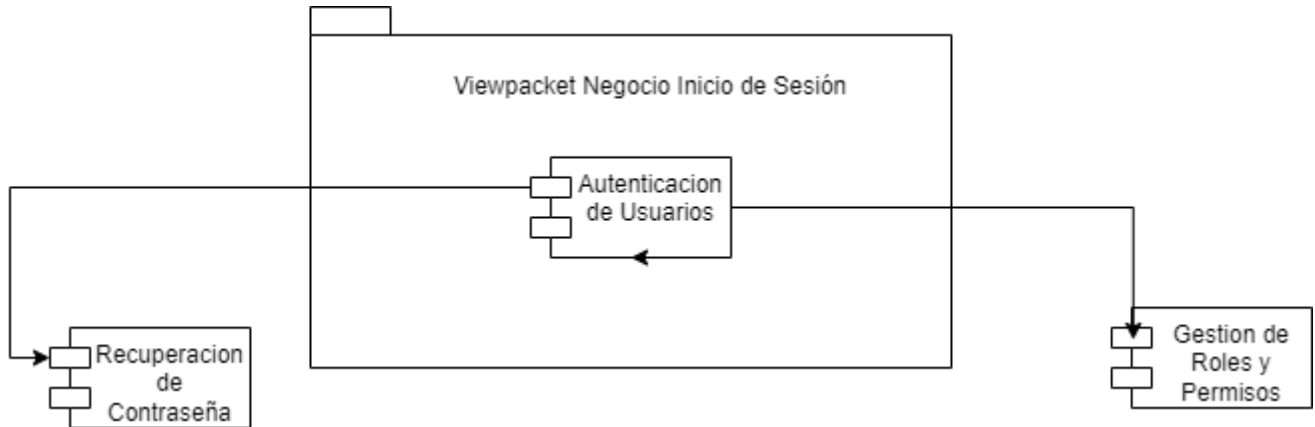 Viewpacket Negocio Inicio de Sesión
Autenticacion
de Usuarios
Recuperacion
de
Contraseña
Gestion de
Roles y
Permisos